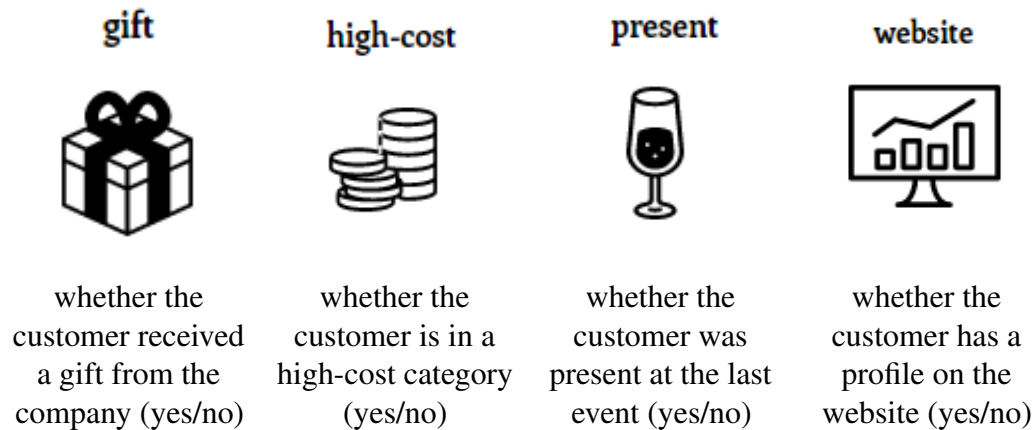 gift
high-cost
present
website
whether the
customer received
a gift from the
company (yes/no)
whether the
customer is in a
high-cost category
(yes/no)
whether the
customer was
present at the last
event (yes/no)
whether the
customer has a
profile on the
website (yes/no)